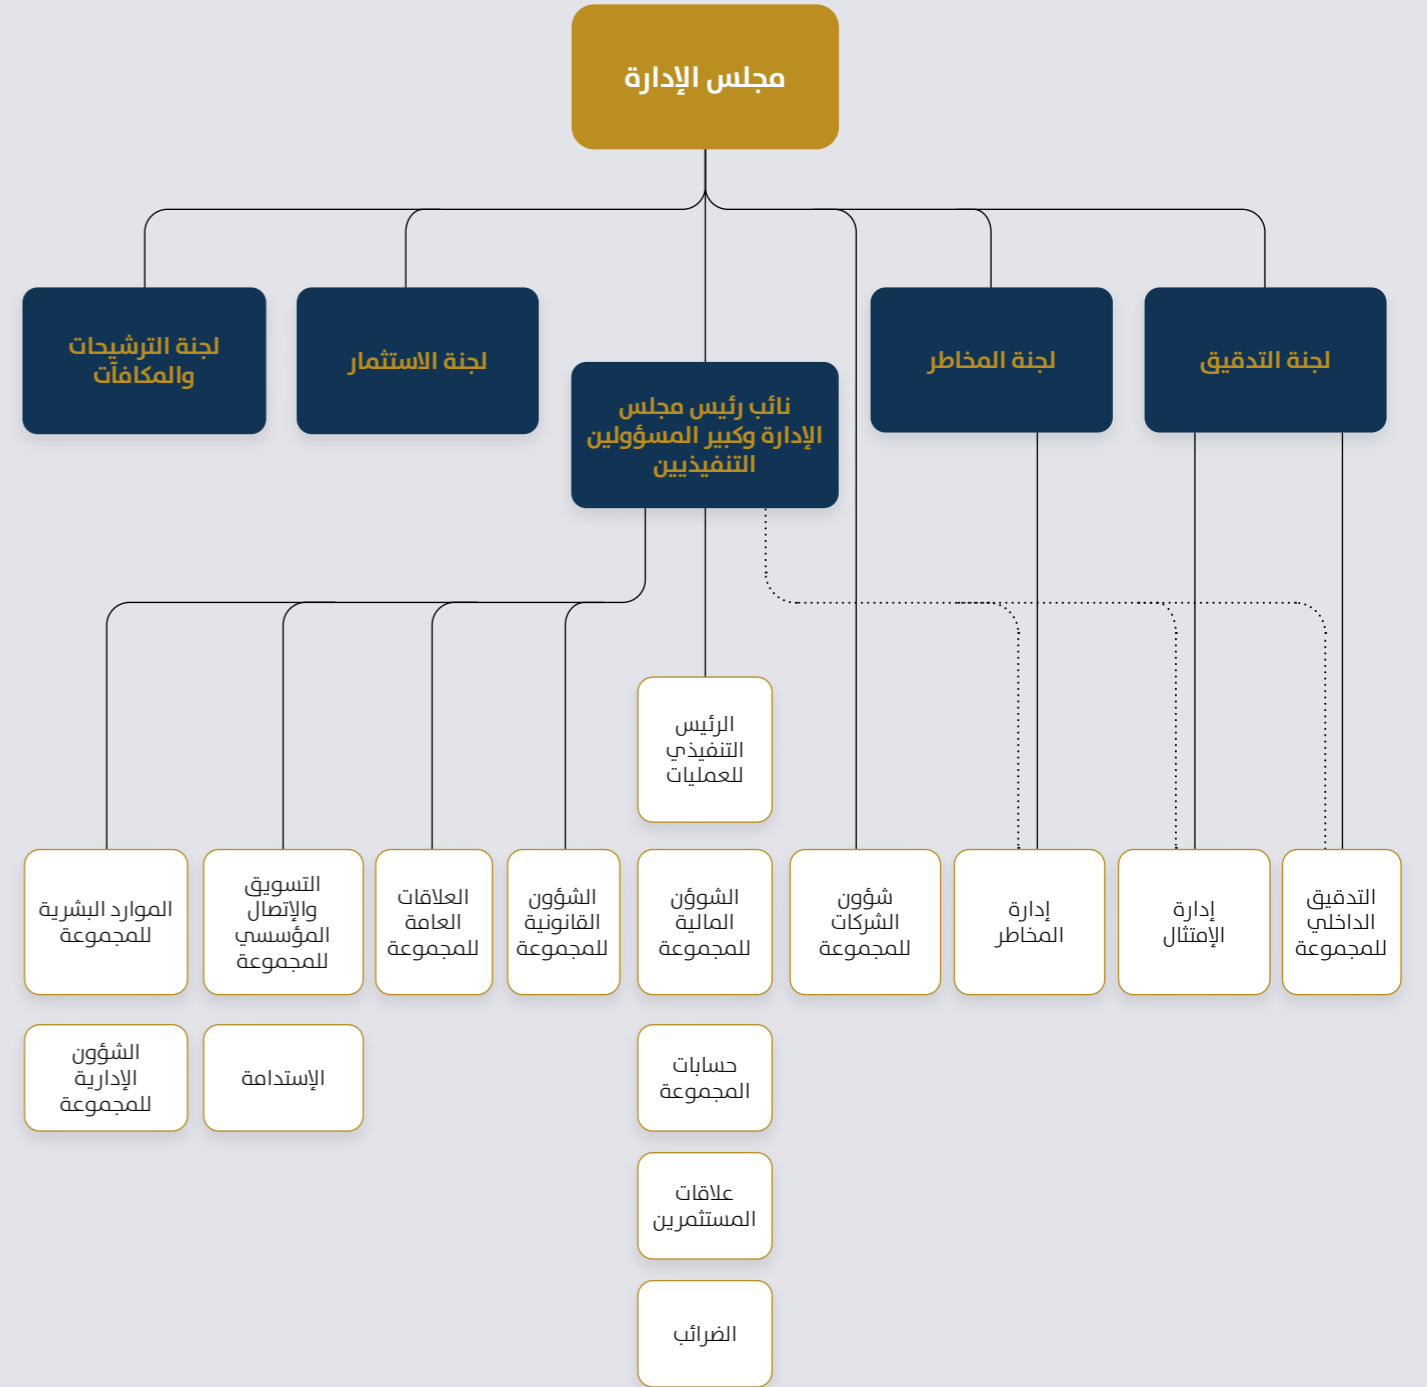 مجلس الإدارة
لجنة التدقيق
لجنة المخاطر
نائب رئيس مجلس
الإدارة وكبير المسؤولين
التنفيذيين
لجنة الاستثمار
لجنة الترشيحات
والمكافآت
الرئيس
التنفيذي
للعمليات
التدقيق
الداخلي
للمجموعة
إدارة
الإمتثال
إدارة
المخاطر
شؤون
الشركات
للمجموعة
الشوؤن
المالية
للمجموعة
الشؤون
القانونية
للمجموعة
العلاقات
العامة
للمجموعة
التسويق
والإتصال
المؤسسي
للمجموعة
الموارد البشرية
للمجموعة
حسابات
المجموعة
الإستدامة
الشؤون
الإدارية
للمجموعة
علاقات
المستثمرين
الضرائب